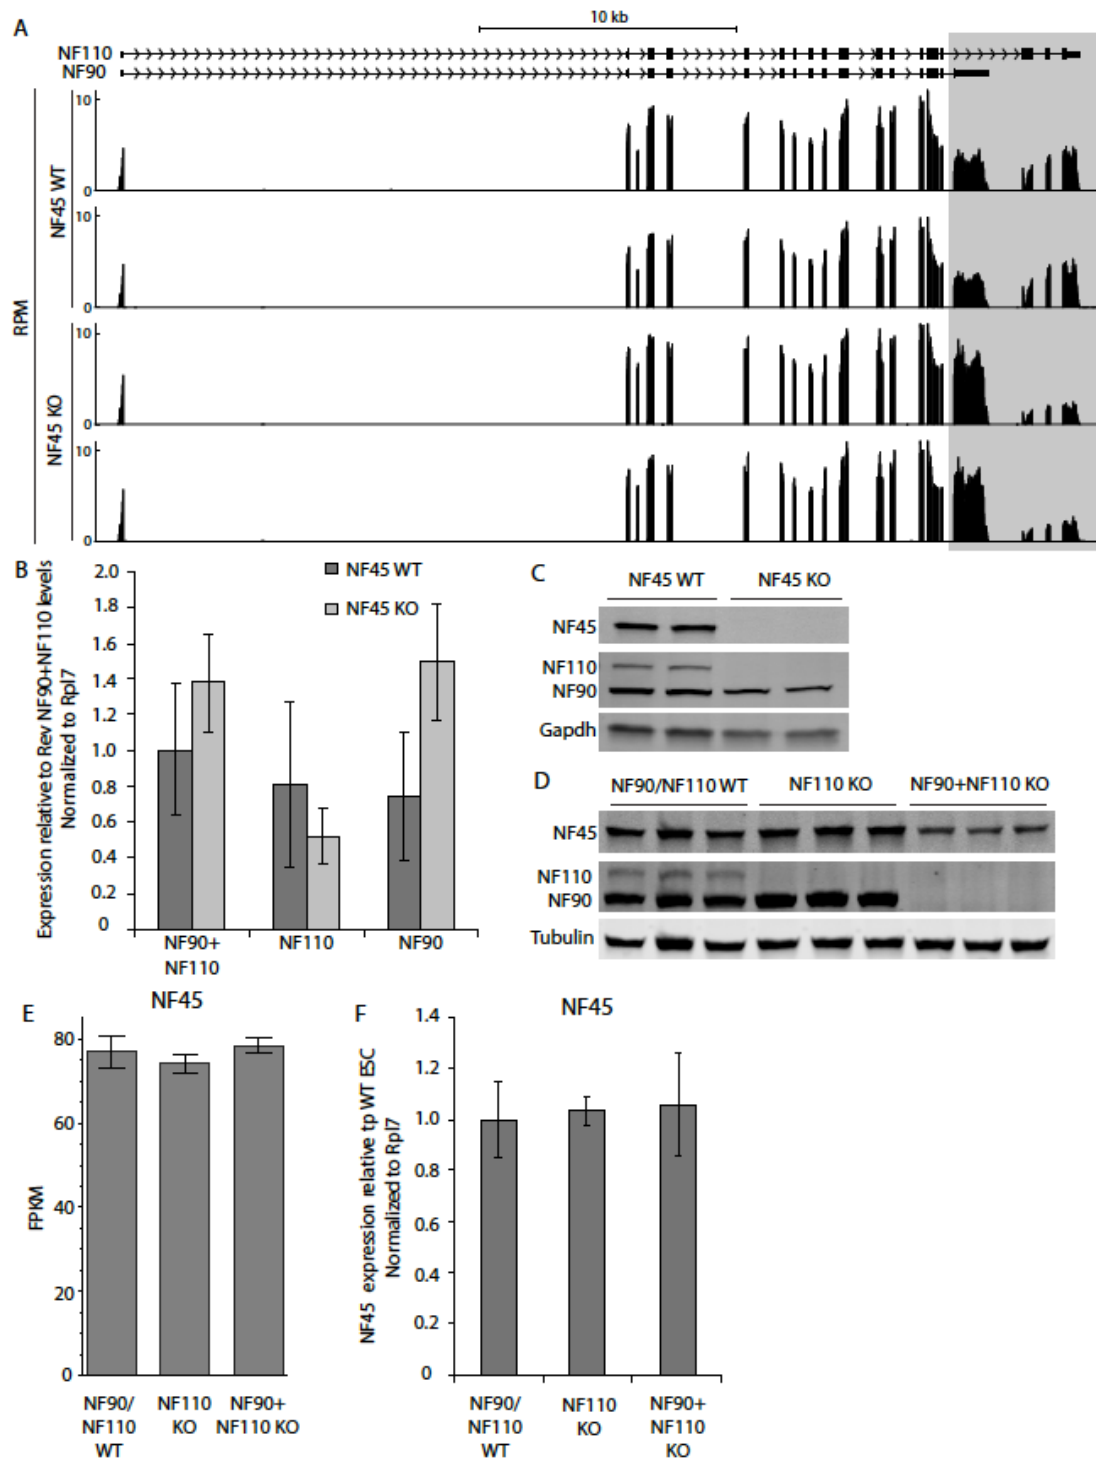 A
10 kb
NF110
NF90
RPM
NF45 WT
10
0
10
0
NF45 KO
10
0
10
0
B
Expression relative to Rev NF90+NF110 levels
Normalized to Rpl7
2.0
1.8
1.6
1.4
1.2
1.0
0.8
0.6
0.4
0.2
0
NF45 WT
NF45 KO
NF90+
NF110
NF110
NF90
C
NF45 WT
NF45 KO
NF45
NF110
NF90
Gapdh
D
NF90/NF110 WT
NF110 KO
NF90+NF110 KO
NF45
NF110
NF90
Tubulin
E
NF45
FPKM
80
60
40
20
0
NF90/
NF110
WT
NF110
KO
NF90+
NF110 KO
F
NF45
NF45 expression relative tp WT ESC
Normalized to Rpl7
1.4
1.2
1.0
0.8
0.6
0.4
0.2
0
NF90/
NF110
WT
NF110
KO
NF90+
NF110
KO